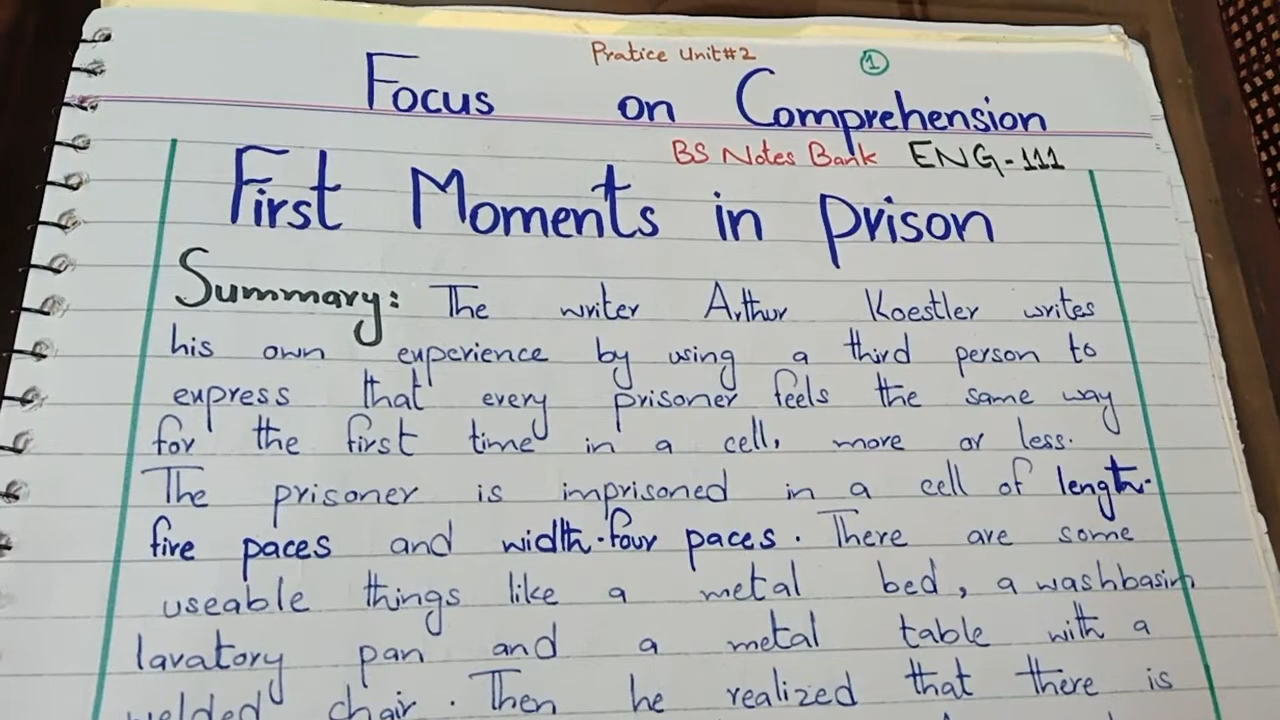 Pratice Unit#2
1
Focus on Comprehension
BS Notes Bank ENG-111
First Moments in prison
Summary: The writer Arthur Koestler writes
his own experience by using a third person to
express that every prisoner feels the same way
for the first time in a cell, more or less.
The prisoner is imprisoned in a cell of length-
five paces and width-four paces. There are some
useable things like a metal bed, a washbasin
lavatory pan and a metal table with a
welded chair. Then he realized that there is